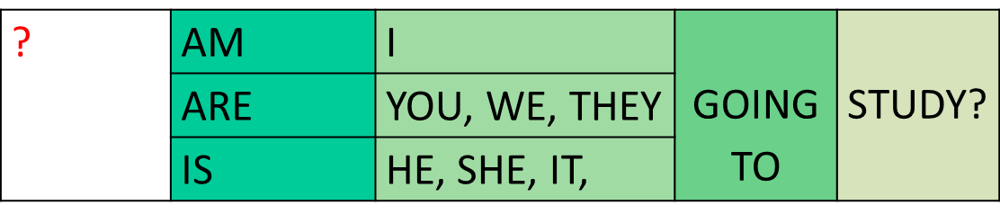 ? AM I
ARE YOU, WE, THEY GOING STUDY?
IS HE, SHE, IT, TO